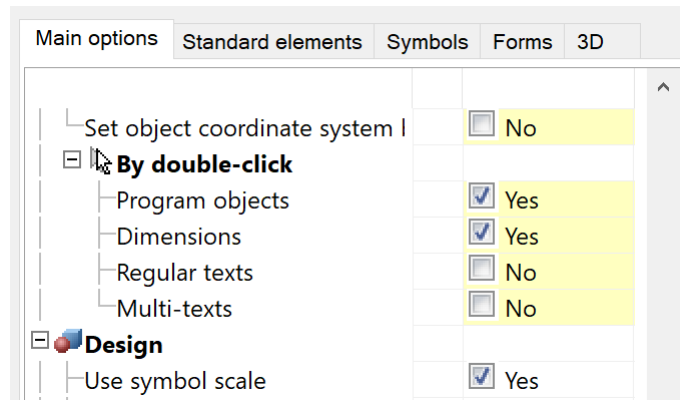 Main options Standard elements Symbols Forms 3D
Set object coordinate system l No
By double-click
Program objects Yes
Dimensions Yes
Regular texts No
Multi-texts No
Design
Use symbol scale Yes